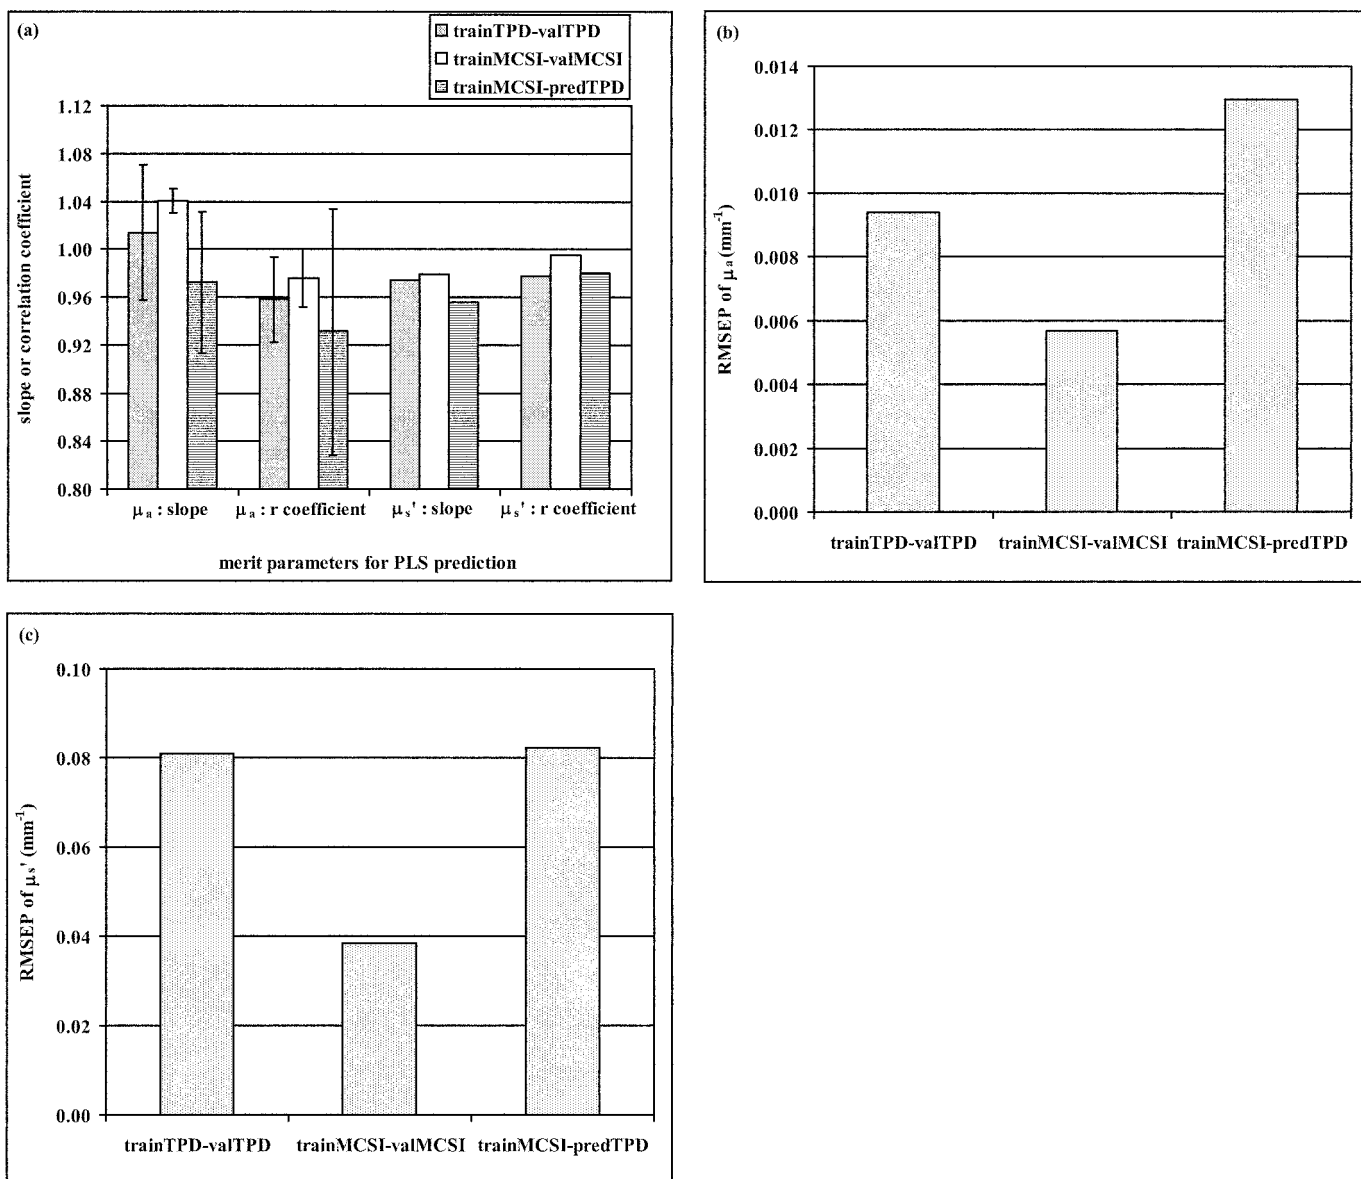 (a)
trainTPD-valTPD
trainMCSI-valMCSI
trainMCSI-predTPD
slope or correlation coefficient
1.12
1.08
1.04
1.00
0.96
0.92
0.88
0.84
0.80
μa : slope
μa : r coefficient
μs' : slope
μs' : r coefficient
merit parameters for PLS prediction
(b)
RMSEP of μa (mm-1)
0.014
0.012
0.010
0.008
0.006
0.004
0.002
0.000
trainTPD-valTPD
trainMCSI-valMCSI
trainMCSI-predTPD
(c)
RMSEP of μs' (mm-1)
0.10
0.08
0.06
0.04
0.02
0.00
trainTPD-valTPD
trainMCSI-valMCSI
trainMCSI-predTPD